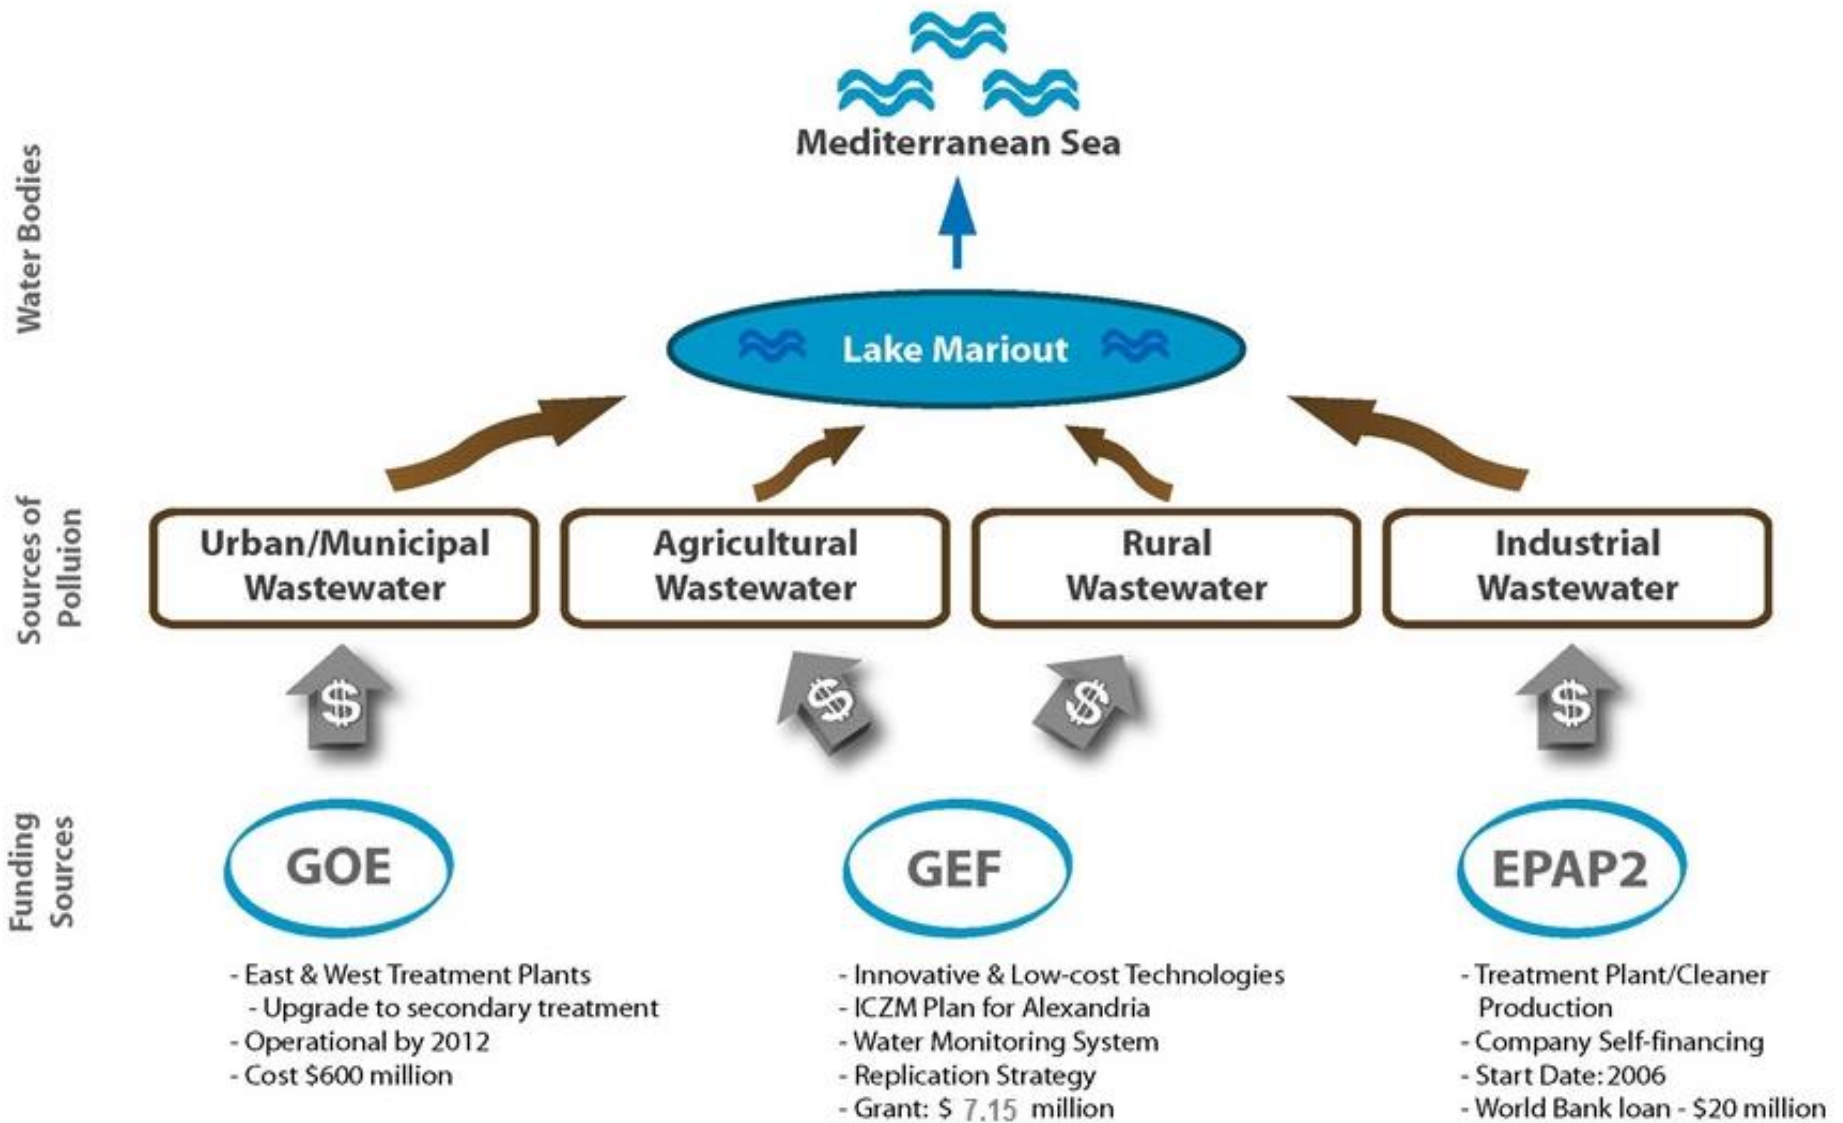 Mediterranean Sea
Water Bodies
Lake Mariout
Sources of
Polluion
Urban/Municipal
Wastewater
Agricultural
Wastewater
Rural
Wastewater
Industrial
Wastewater
$
$
$
$
Funding
Sources
GOE
- East & West Treatment Plants
- Upgrade to secondary treatment
- Operational by 2012
- Cost $600 million
GEF
- Innovative & Low-cost Technologies
- ICZM Plan for Alexandria
- Water Monitoring System
- Replication Strategy
- Grant: $ 7.15 million
EPAP2
- Treatment Plant/Cleaner
Production
- Company Self-financing
- Start Date: 2006
- World Bank loan - $20 million